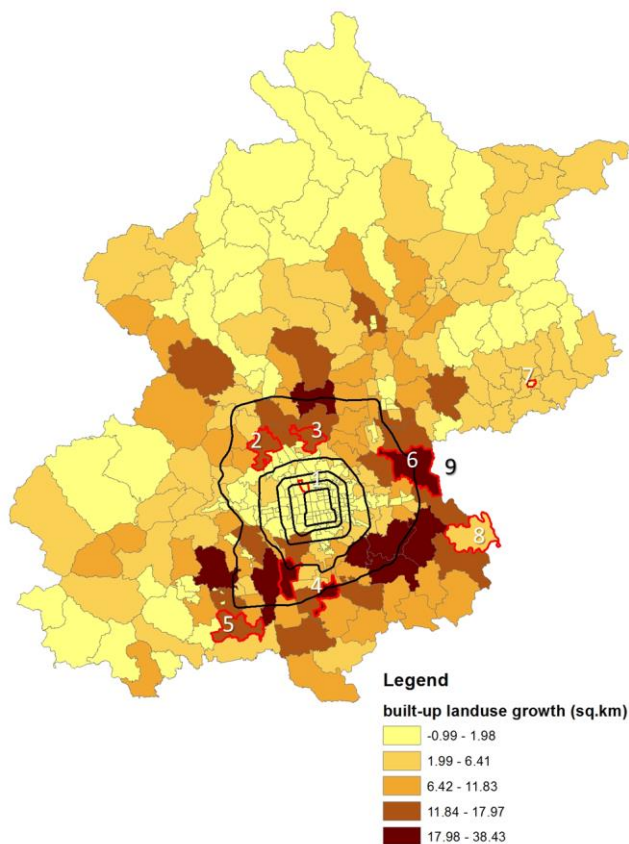 7
2
3
6
9
1
8
4
5
Legend
built-up landuse growth (sq.km)
-0.99 - 1.98
1.99 - 6.41
6.42 - 11.83
11.84 - 17.97
17.98 - 38.43